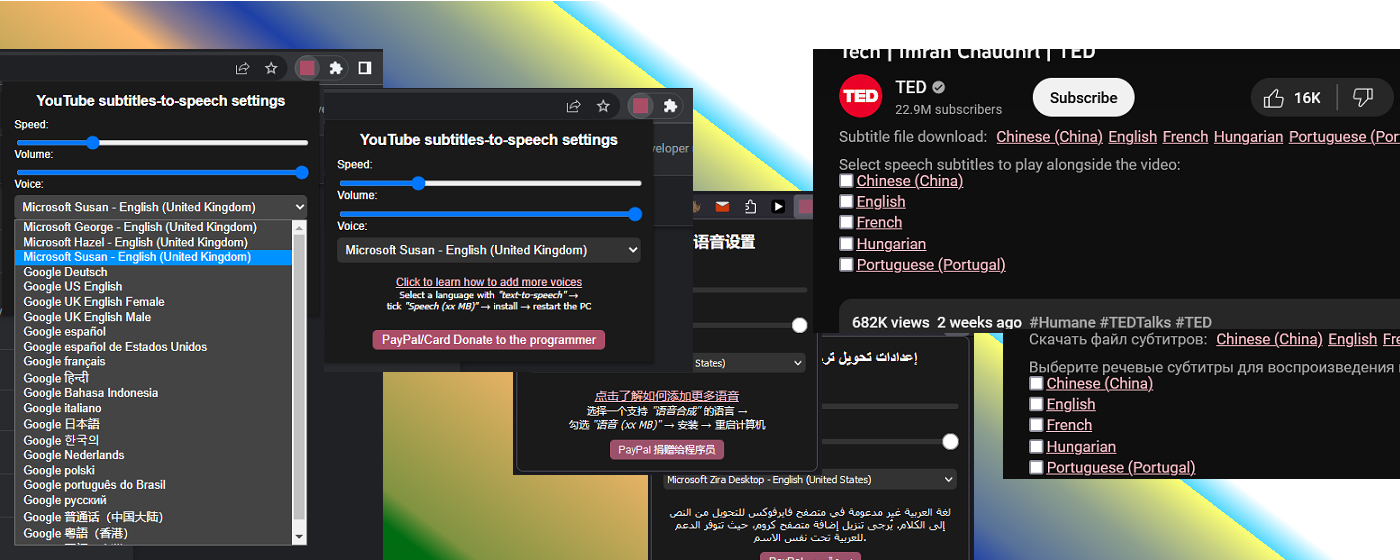 YouTube subtitles-to-speech settings
Speed:
Volume:
Voice:
Microsoft Susan - English (United Kingdom)
Microsoft George - English (United Kingdom)
Microsoft Hazel - English (United Kingdom)
Microsoft Susan - English (United Kingdom)
Google Deutsch
Google US English
Google UK English Female
Google UK English Male
Google español
Google español de Estados Unidos
Google français
Google हिन्दी
Google Bahasa Indonesia
Google italiano
Google 日本語
Google 한국의
Google Nederlands
Google polski
Google português do Brasil
Google русский
Google 普通话（中国大陆）
Google 粤語（香港）
YouTube subtitles-to-speech settings
Speed:
Volume:
Voice:
Microsoft Susan - English (United Kingdom)
Click to learn how to add more voices
Select a language with "text-to-speech" →
tick "Speech (xx MB)" → install → restart the PC
PayPal/Card Donate to the programmer
veloper
语音设置
States)
点击了解如何添加更多语音
选择一个支持 "语音合成" 的语言 →
勾选 "语音 (xx MB)" → 安装 → 重启计算机
PayPal 捐赠给程序员
إعدادات تحويل
Microsoft Zira Desktop - English (United States)
لغة العربية غير مدعومة في متصفح فايرفوكس للتحويل من النص
إلى الكلام. يُرجى تنزيل إضافة متصفح كروم، حيث تتوفر الدعم
للعربية تحت نفس الاسم.
Tech | Imran Chaudhri | TED
TED
TED
22.9M subscribers
Subscribe
16K
Subtitle file download: Chinese (China) English French Hungarian Portuguese (Port
Select speech subtitles to play alongside the video:
Chinese (China)
English
French
Hungarian
Portuguese (Portugal)
682K views 2 weeks ago #Humane #TEDTalks #TED
Скачать файл субтитров: Chinese (China) English Fre
Выберите речевые субтитры для воспроизведения
Chinese (China)
English
French
Hungarian
Portuguese (Portugal)